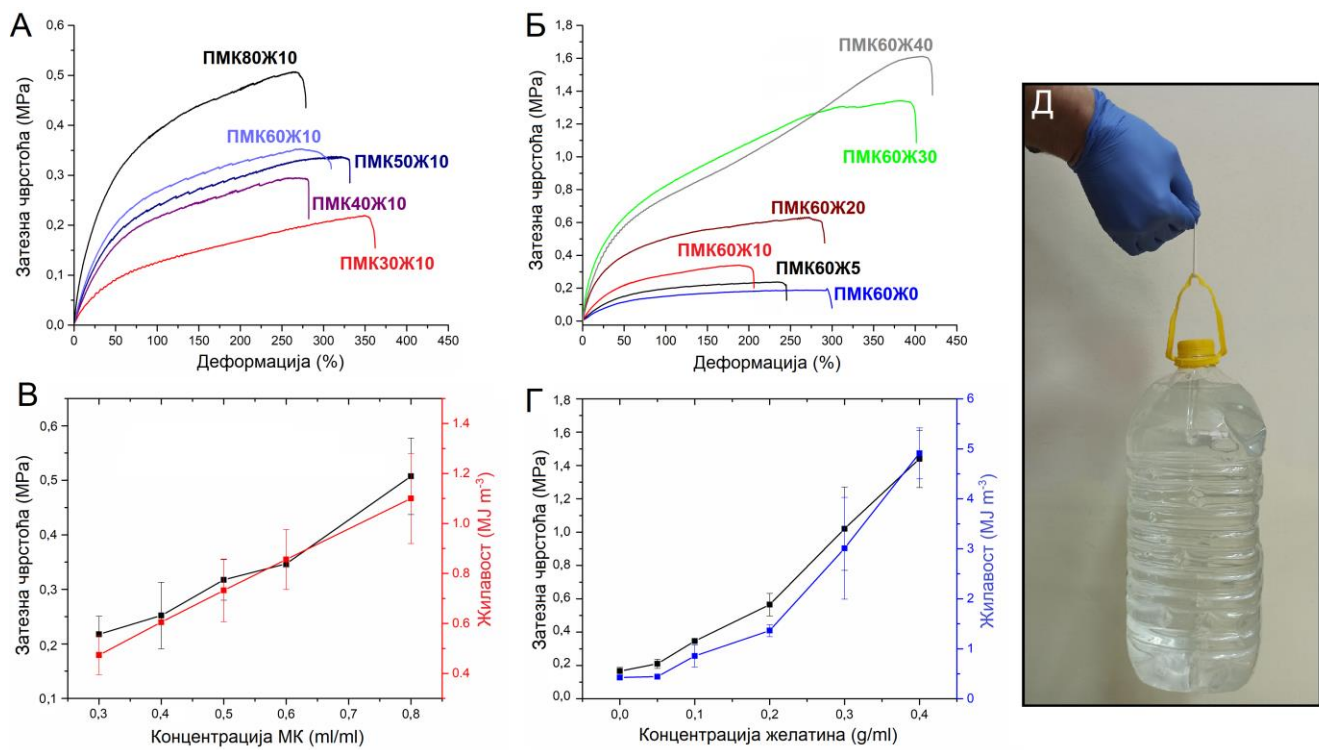 А
Затезна чврстоћа (MPa)
0,6
0,5
0,4
0,3
0,2
0,1
0,0
ПМК80Ж10
ПМК60Ж10
ПМК50Ж10
ПМК40Ж10
ПМК30Ж10
0 50 100 150 200 250 300 350 400 450
Деформација (%)
Б
Затезна чврстоћа (MPa)
1,8
1,6
1,4
1,2
1,0
0,8
0,6
0,4
0,2
0,0
ПМК60Ж40
ПМК60Ж30
ПМК60Ж20
ПМК60Ж10
ПМК60Ж5
ПМК60Ж0
0 50 100 150 200 250 300 350 400 450
Деформација (%)
В
Затезна чврстоћа (MPa)
0,6
0,5
0,4
0,3
0,2
0,1
1.4
1.2
1.0
0.8
0.6
0.4
Жилавост (MJ m⁻³)
0,3 0,4 0,5 0,6 0,7 0,8
Концентрација МК (ml/ml)
Г
Затезна чврстоћа (MPa)
1,8
1,6
1,4
1,2
1,0
0,8
0,6
0,4
0,2
0,0
6
5
4
3
2
1
0
Жилавост (MJ m⁻³)
0,0 0,1 0,2 0,3 0,4
Концентрација желатина (g/ml)
Д